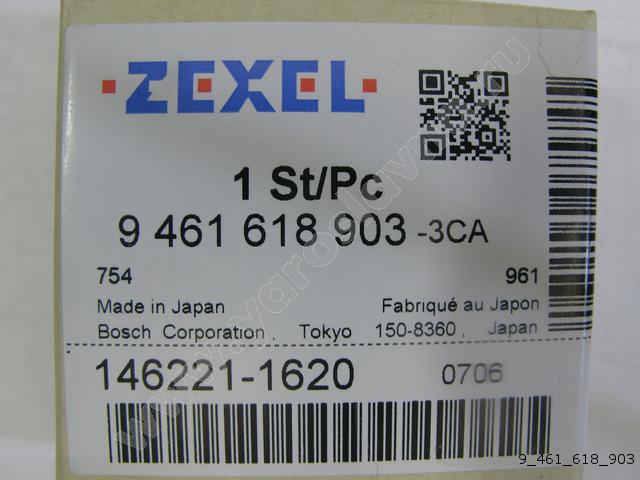 ZEXEL
1 St/Pc
9 461 618 903 -3CA
754 961
Made in Japan Fabriqué au Japon
Bosch Corporation, Tokyo 150-8360, Japan
146221-1620 0706
9_461_618_903